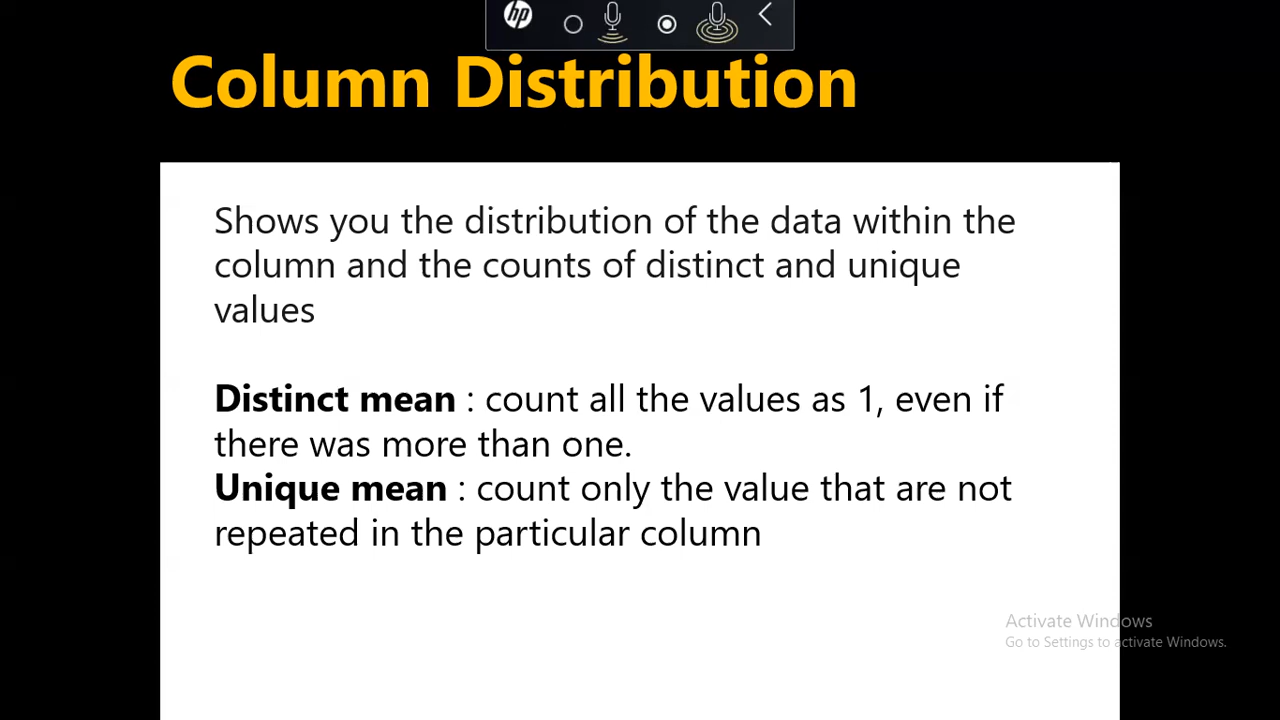 hp
Column Distribution
Shows you the distribution of the data within the
column and the counts of distinct and unique
values
Distinct mean : count all the values as 1, even if
there was more than one.
Unique mean : count only the value that are not
repeated in the particular column
Activate Windows
Go to Settings to activate Windows.